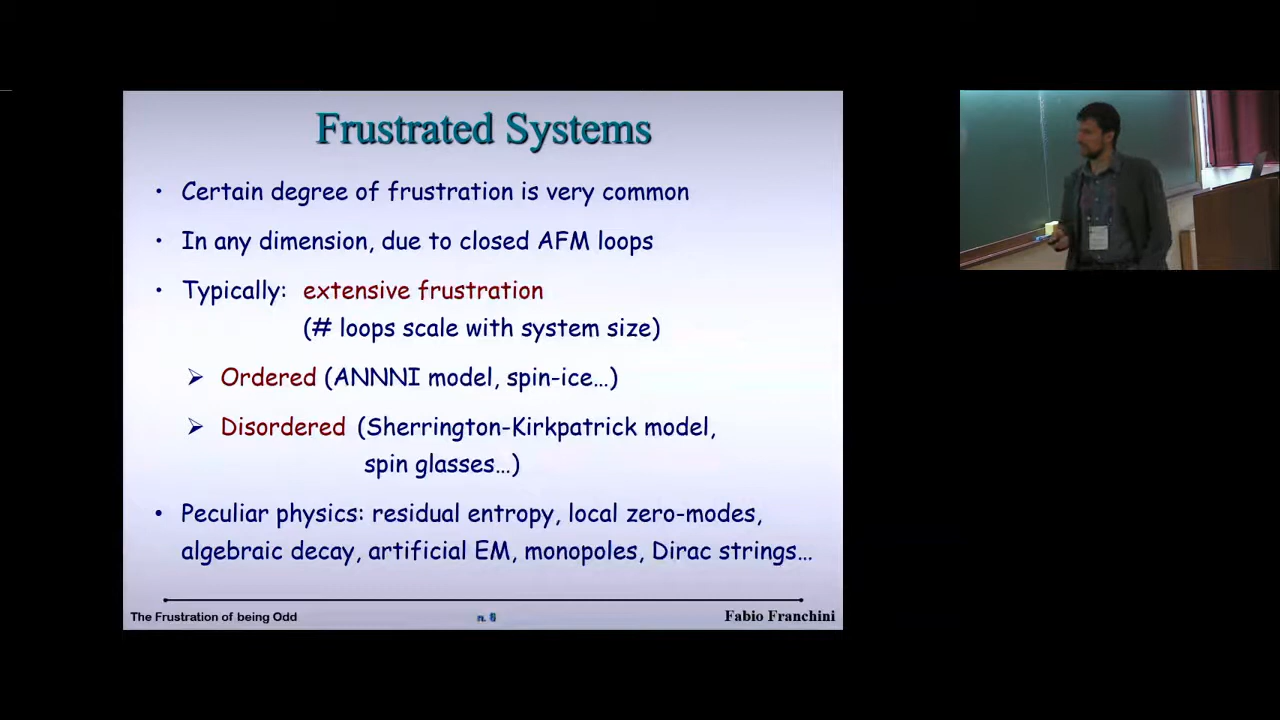 Frustrated Systems
• Certain degree of frustration is very common
• In any dimension, due to closed AFM loops
• Typically: extensive frustration
(# loops scale with system size)
➢ Ordered (ANNNI model, spin-ice…)
➢ Disordered (Sherrington-Kirkpatrick model,
spin glasses…)
• Peculiar physics: residual entropy, local zero-modes,
algebraic decay, artificial EM, monopoles, Dirac strings…
The Frustration of being Odd
n. 6
Fabio Franchini